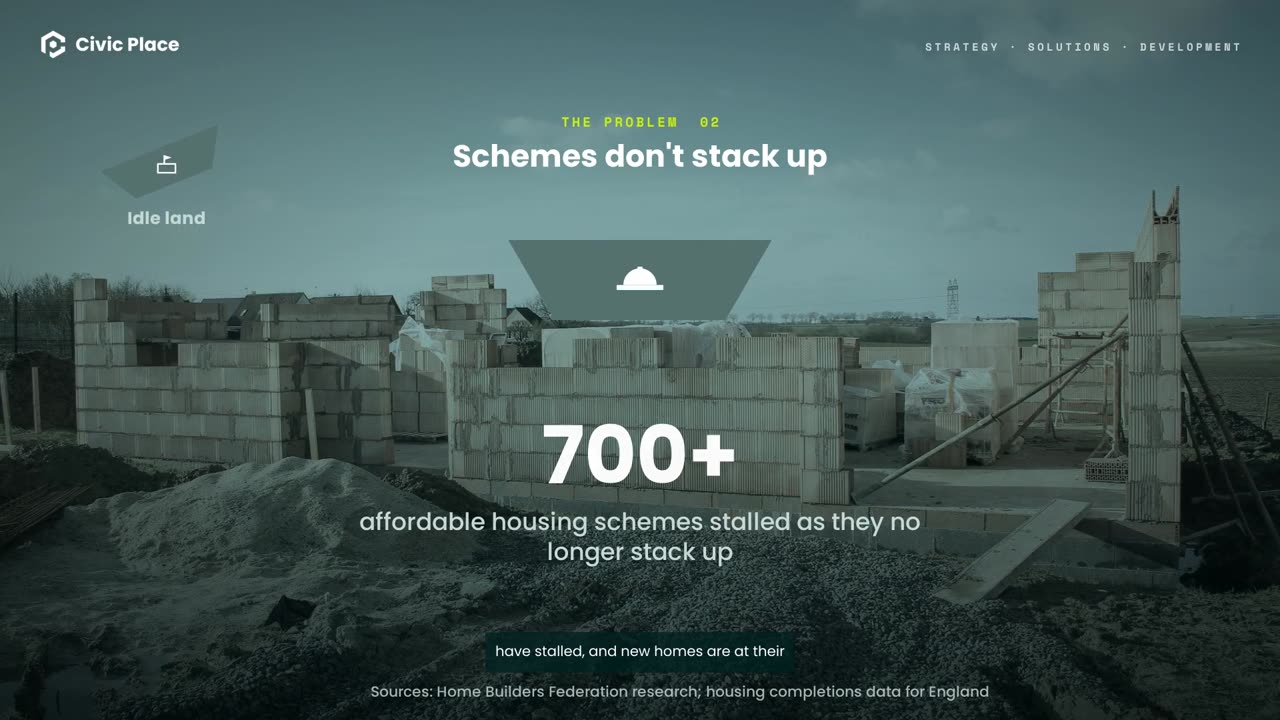 Civic Place
STRATEGY · SOLUTIONS · DEVELOPMENT
THE PROBLEM 02
Schemes don't stack up
Idle land
700+
affordable housing schemes stalled as they no
longer stack up
have stalled, and new homes are at their
Sources: Home Builders Federation research; housing completions data for England